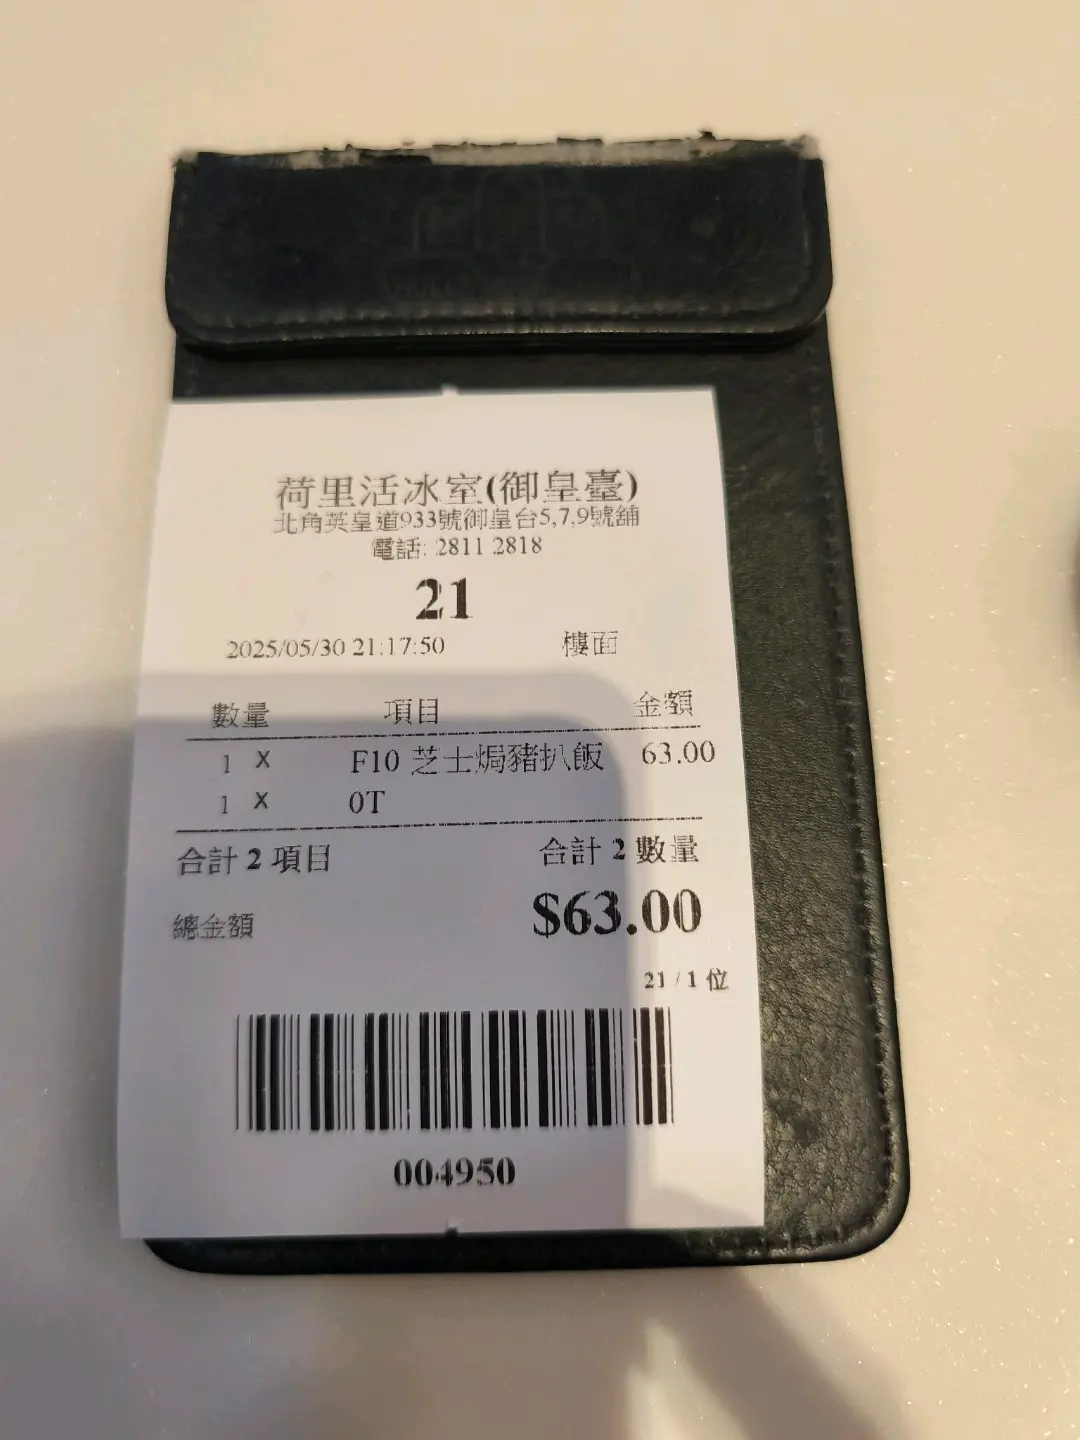 荷里活冰室(御皇臺)
北角英皇道933號御皇台5,7,9號舖
電話: 2811 2818
21
2025/05/30 21:17:50 樓面
數量 項目 金額
1 X F10 芝士焗豬扒飯 63.00
1 X 0T
合計 2 項目 合計 2 數量
總金額 $63.00
21 / 1 位
004950